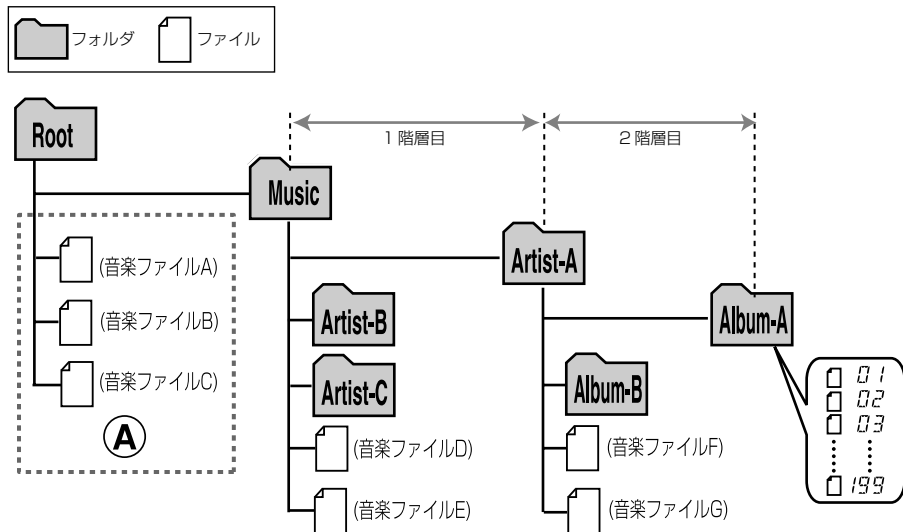 フォルダ ファイル
Root
1階層目
2階層目
Music
(音楽ファイルA)
Artist-A
(音楽ファイルB)
Artist-B
Album-A
(音楽ファイルC)
Artist-C
Album-B
A
(音楽ファイルD)
(音楽ファイルF)
(音楽ファイルE)
(音楽ファイルG)
01
02
03
199